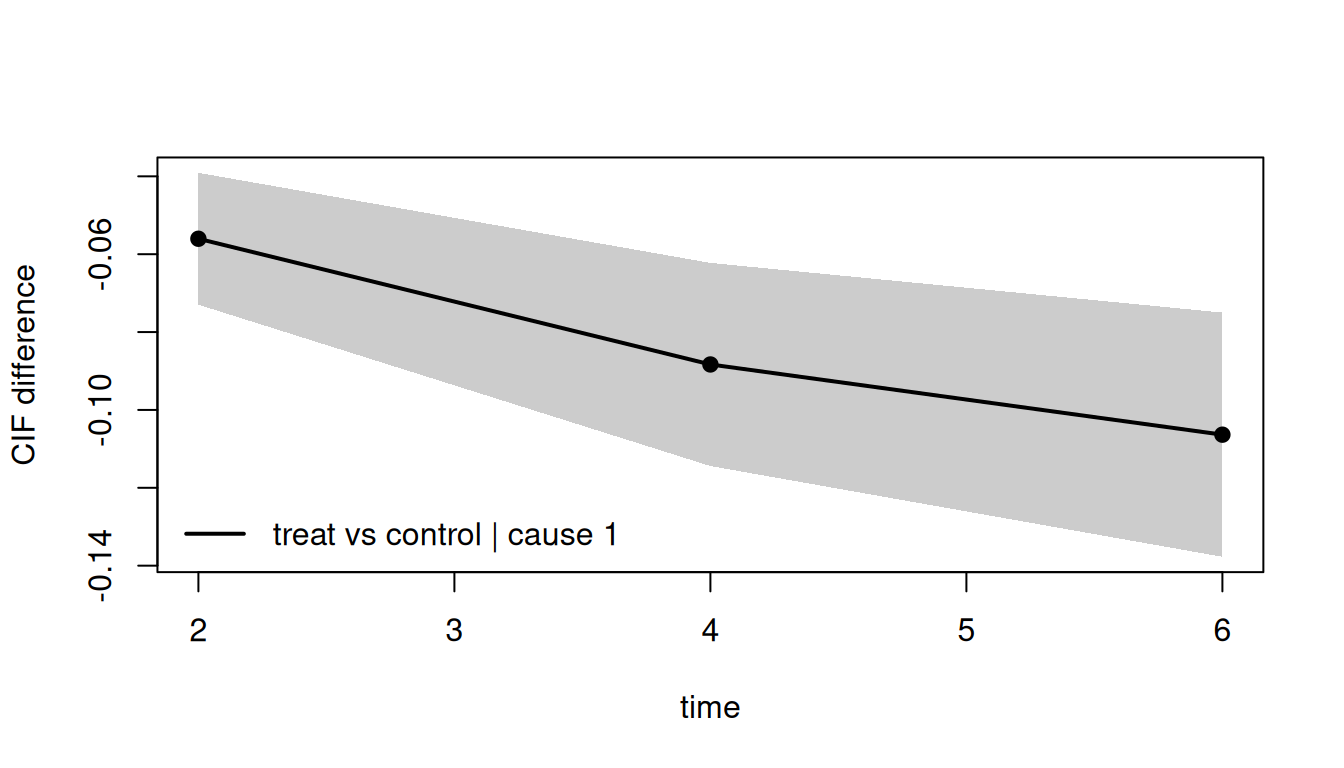 CIF difference
-0.06
-0.10
-0.14
treat vs control | cause 1
2 3 4 5 6
time